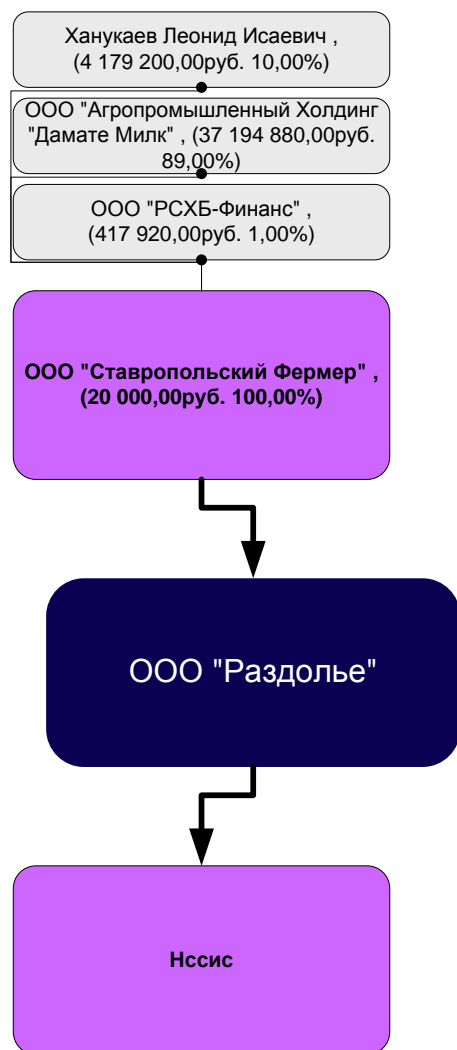 Ханукаев Леонид Исаевич ,
(4 179 200,00руб. 10,00%)
ООО "Агропромышленный Холдинг
"Дамате Милк" , (37 194 880,00руб.
89,00%)
ООО "РСХБ-Финанс" ,
(417 920,00руб. 1,00%)
ООО "Ставропольский Фермер" ,
(20 000,00руб. 100,00%)
ООО "Раздолье"
Нссис